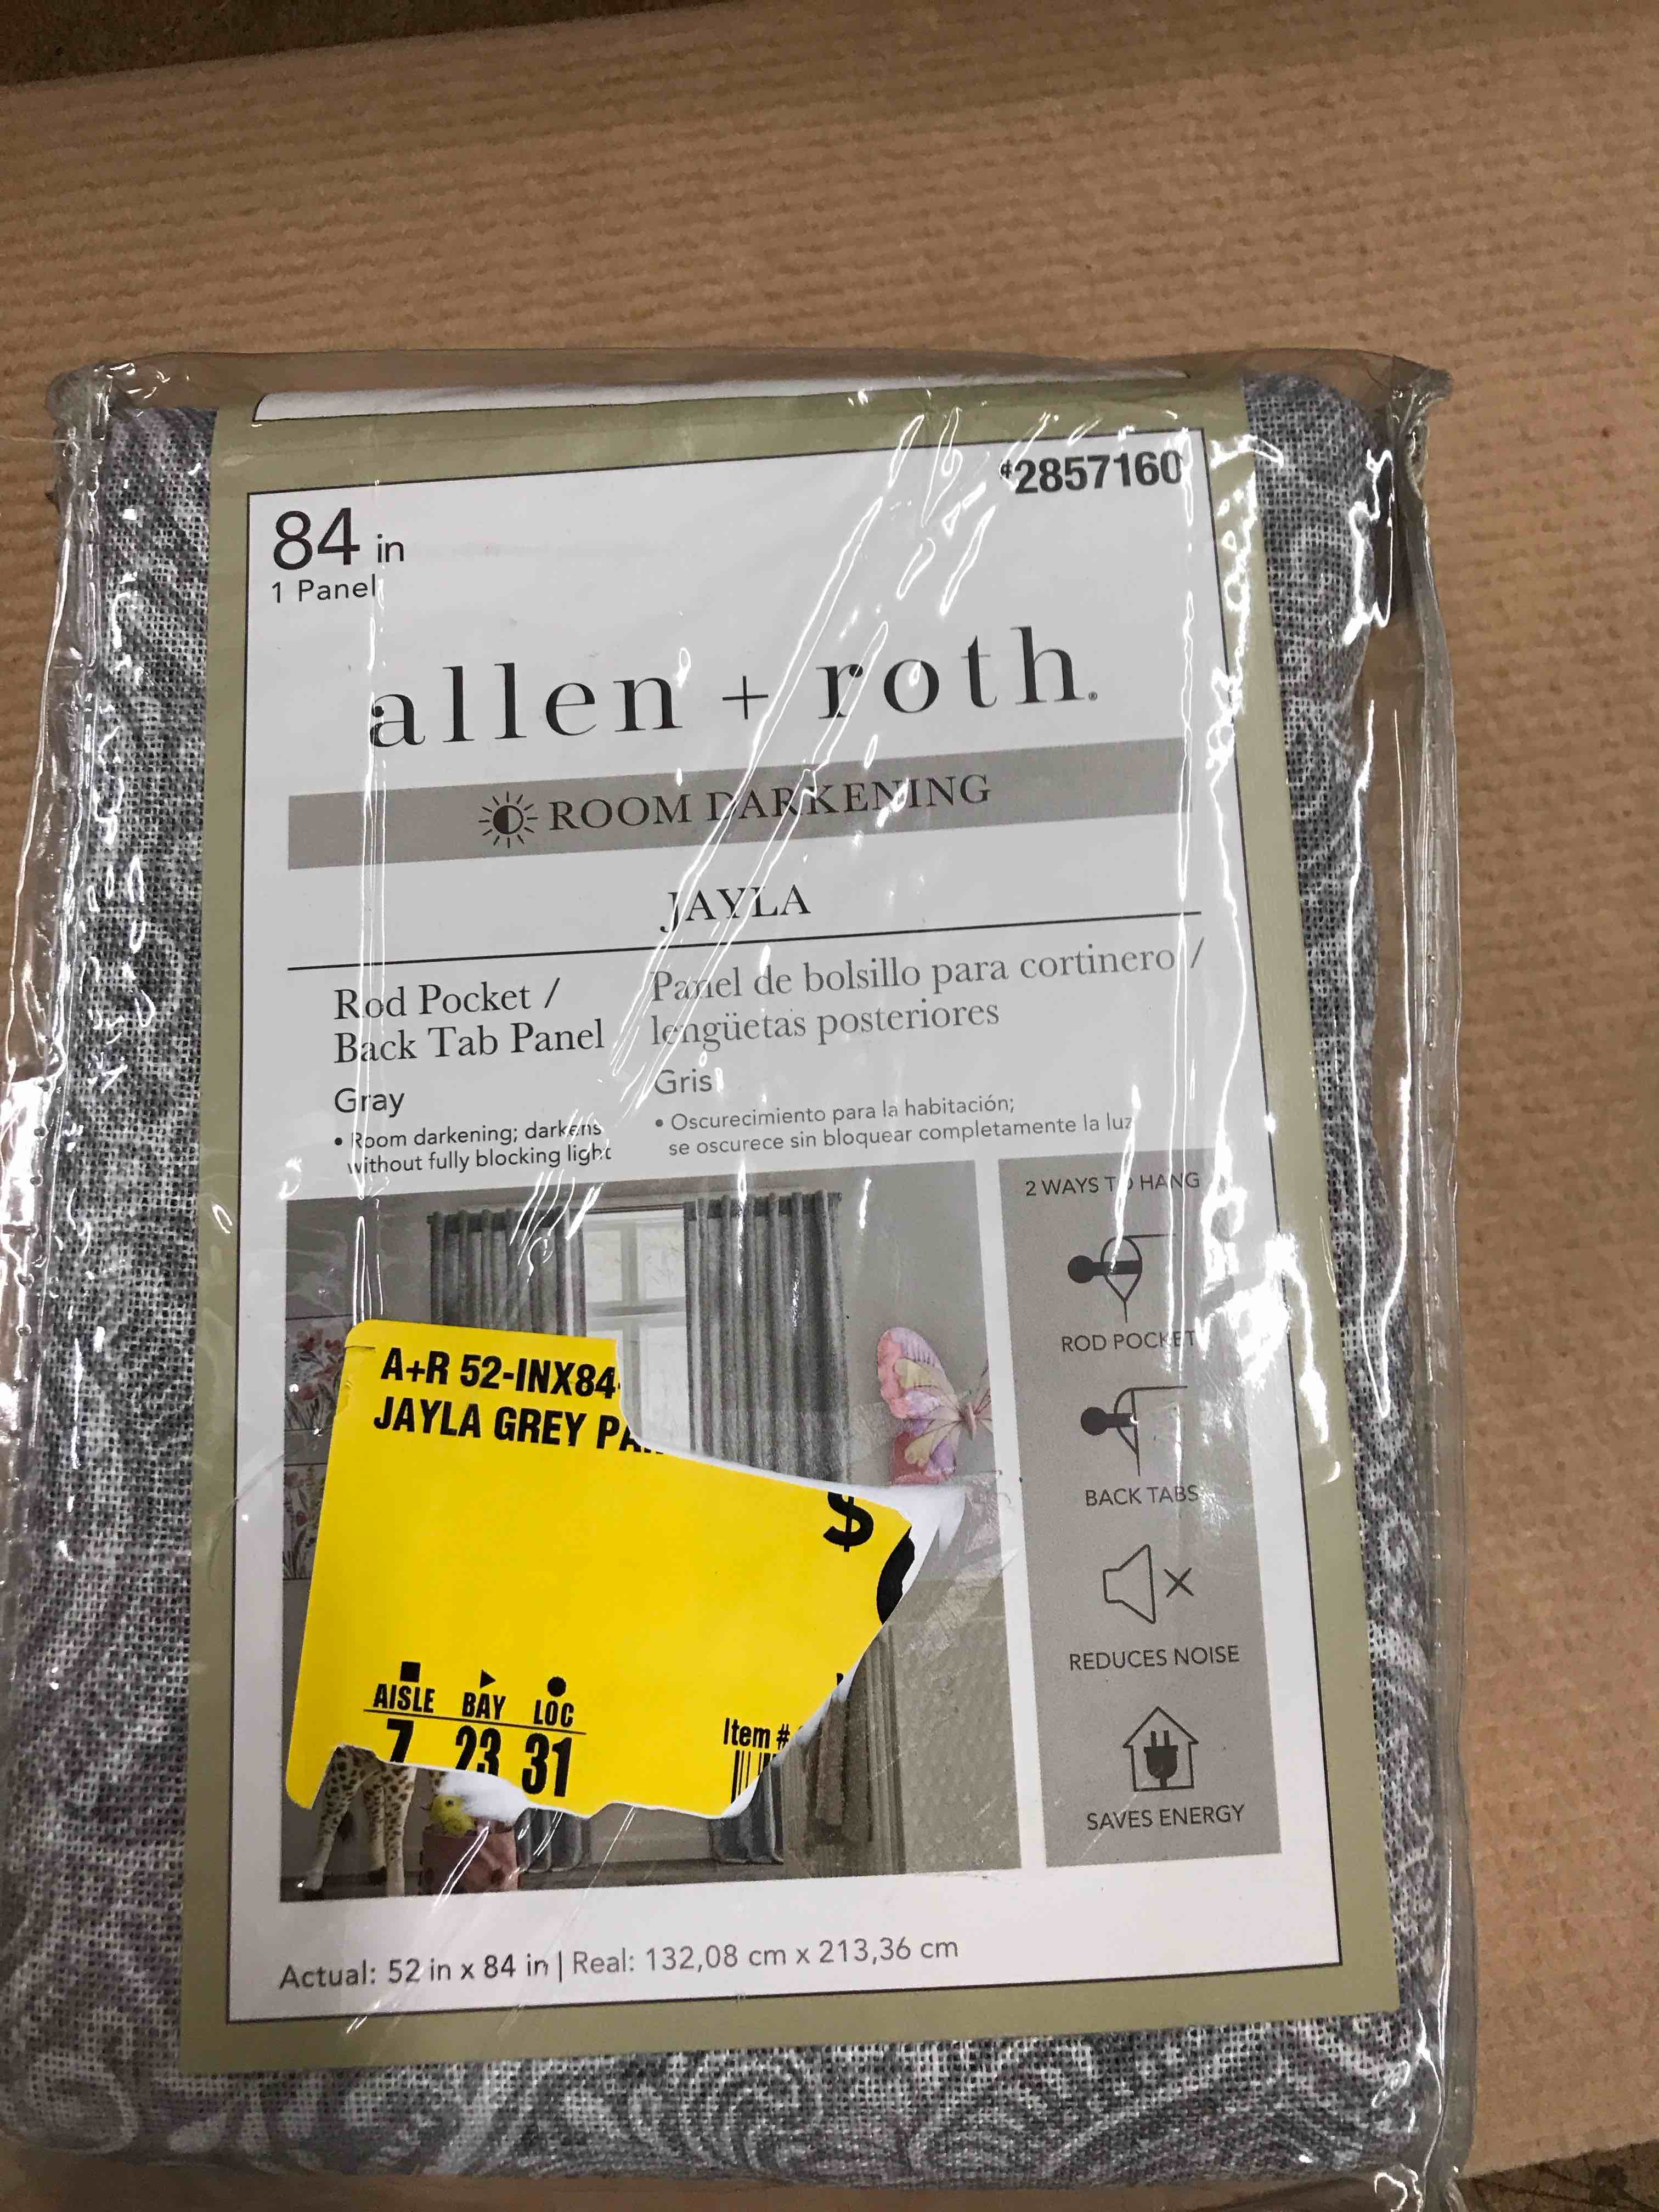 #2857160
84 in
1 Panel
allen + roth®
ROOM DARKENING
JAYLA
Rod Pocket /
Back Tab Panel
Gray
• Room darkening; darkens
without fully blocking light
Panel de bolsillo para cortinero /
lengüetas posteriores
Gris
• Oscurecimiento para la habitación;
se oscurece sin bloquear completamente la luz
2 WAYS TO HANG
ROD POCKET
BACK TABS
REDUCES NOISE
SAVES ENERGY
A+R 52-INX84-
JAYLA GREY
$
AISLE BAY LOC
7 23 31
Item #
Actual: 52 in x 84 in | Real: 132,08 cm x 213,36 cm